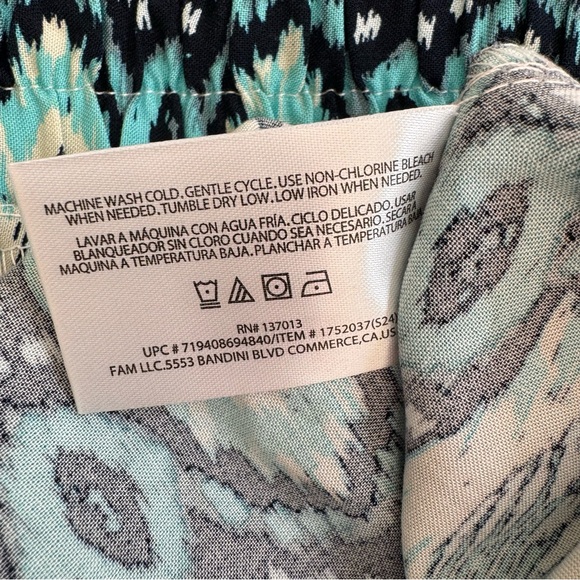 MACHINE WASH COLD. GENTLE CYCLE. USE NON-CHLORINE BLEACH
WHEN NEEDED. TUMBLE DRY LOW. LOW IRON WHEN NEEDED.
LAVAR A MÁQUINA CON AGUA FRÍA. CICLO DELICADO. USAR
BLANQUEADOR SIN CLORO CUANDO SEA NECESARIO. SECAR A
MAQUINA A TEMPERATURA BAJA. PLANCHAR A TEMPERATURA BAJA.
RN# 137013
UPC # 719408694840/ITEM # 1752037(S24)
FAM LLC.5553 BANDINI BLVD COMMERCE,CA.US